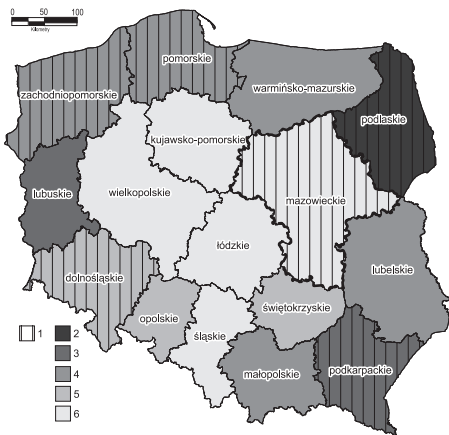 0 50 100
Kilometry
pomorskie
zachodniopomorskie
warmińsko-mazurskie
podlaskie
kujawsko-pomorskie
lubuskie
wielkopolskie
mazowieckie
łódzkie
dolnośląskie
lubelskie
opolskie
świętokrzyskie
śląskie
małopolskie
podkarpackie
1
2
3
4
5
6